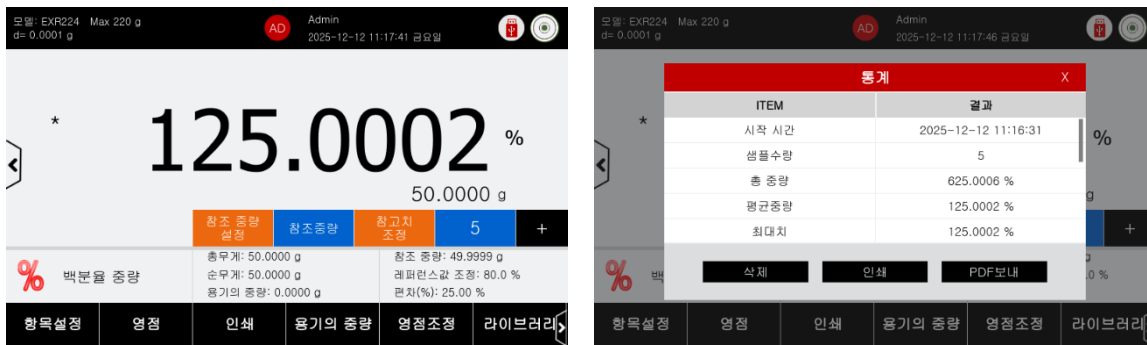 모델: EXR224 Max 220 g
d= 0.0001 g
AD
Admin
2025-12-12 11:17:41 금요일
*
125.0002 %
50.0000 g
참조 중량 설정
참조중량
참고치 조정
5
+
백분율 중량
총무게: 50.0000 g
순무게: 50.0000 g
용기의 중량: 0.0000 g
참조 중량: 49.9999 g
레퍼런스값 조정: 80.0 %
편차(%): 25.00 %
항목설정
영점
인쇄
용기의 중량
영점조정
라이브러리
모델: EXR224 Max 220 g
d= 0.0001 g
AD
Admin
2025-12-12 11:17:46 금요일
*
%
g
통계 X
ITEM 결과
시작 시간 2025-12-12 11:16:31
샘플수량 5
총 중량 625.0006 %
평균중량 125.0002 %
최대치 125.0002 %
삭제
인쇄
PDF보내
+
백
.0 %
항목설정
영점
인쇄
용기의 중량
영점조정
라이브러리